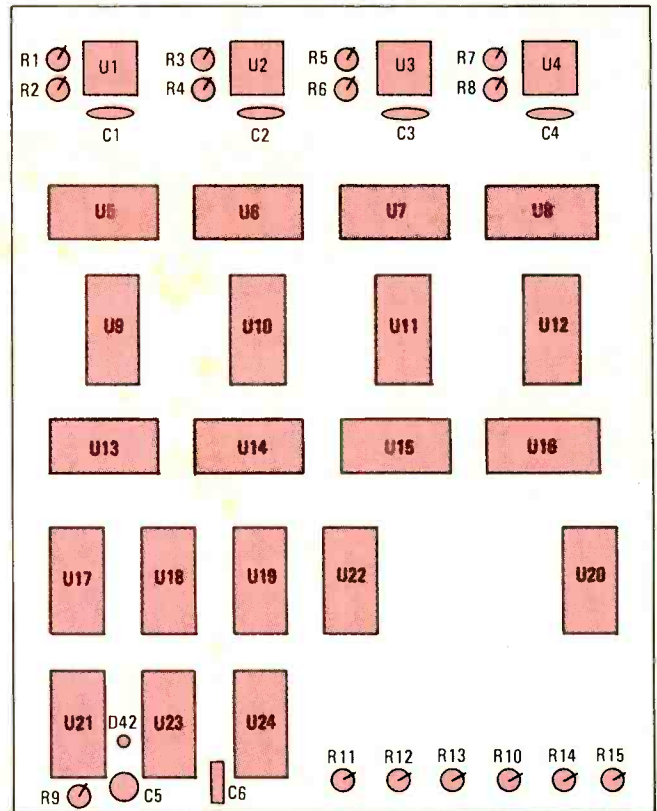 R1 U1 R3 U2 R5 U3 R7 U4
R2 R4 R6 R8
C1 C2 C3 C4
U5 U6 U7 U8
U9 U10 U11 U12
U13 U14 U15 U16
U17 U18 U19 U22 U20
U21 D42 U23 U24
R11 R12 R13 R10 R14 R15
R9 C5 C6